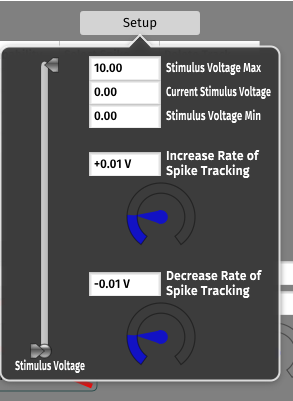 Setup
10.00 Stimulus Voltage Max
0.00 Current Stimulus Voltage
0.00 Stimulus Voltage Min
+0.01 V Increase Rate of
Spike Tracking
-0.01 V Decrease Rate of
Spike Tracking
Stimulus Voltage